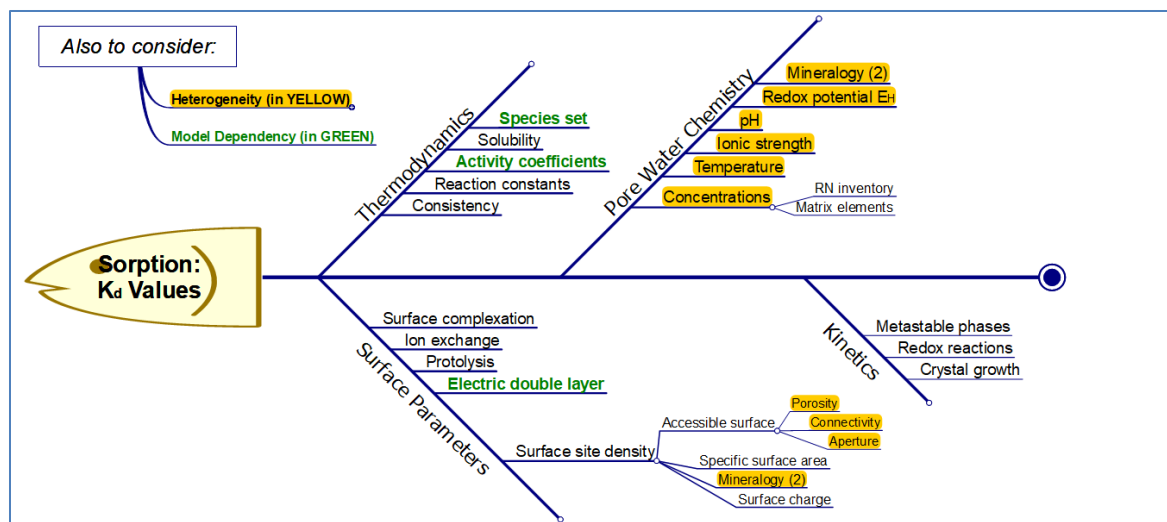 Also to consider:
Heterogeneity (in YELLOW)
Model Dependency (in GREEN)
Thermodynamics
Species set
Solubility
Activity coefficients
Reaction constants
Consistency
Pore Water Chemistry
Mineralogy (2)
Redox potential EH
pH
Ionic strength
Temperature
Concentrations
RN inventory
Matrix elements
Sorption:
Kd Values
Surface Parameters
Surface complexation
Ion exchange
Protolysis
Electric double layer
Surface site density
Accessible surface
Porosity
Connectivity
Aperture
Specific surface area
Mineralogy (2)
Surface charge
Kinetics
Metastable phases
Redox reactions
Crystal growth